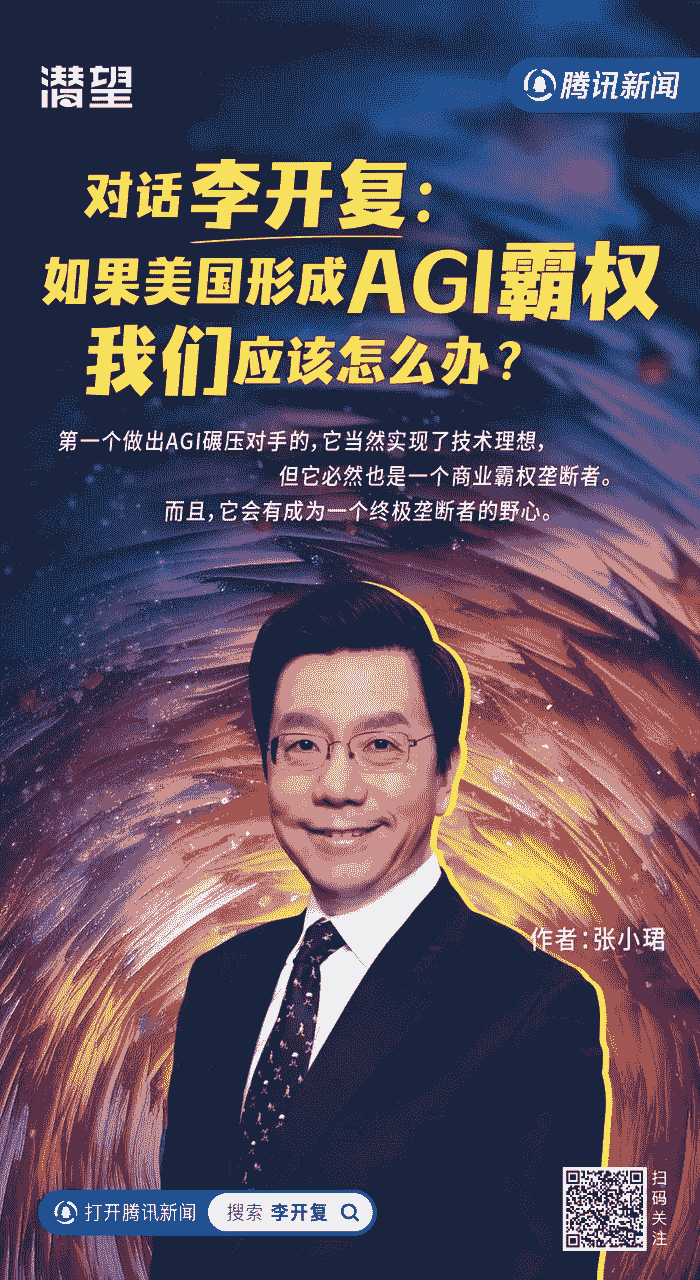 潜望
腾讯新闻
对话李开复：
如果美国形成AGI霸权
我们应该怎么办？
第一个做出AGI碾压对手的，它当然实现了技术理想，
但它必然也是一个商业霸权垄断者。
而且，它会有成为一个终极垄断者的野心。
作者：张小珺
打开腾讯新闻 搜索 李开复
扫码关注